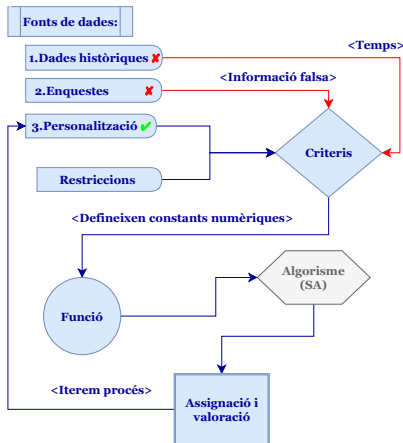 Fonts de dades:
<Temps>
1.Dades històriques ✘
<Informació falsa>
2.Enquestes ✘
3.Personalització ✔
Criteris
Restriccions
<Defineixen constants numèriques>
Algorisme
(SA)
Funció
<Iterem procés>
Assignació i
valoració